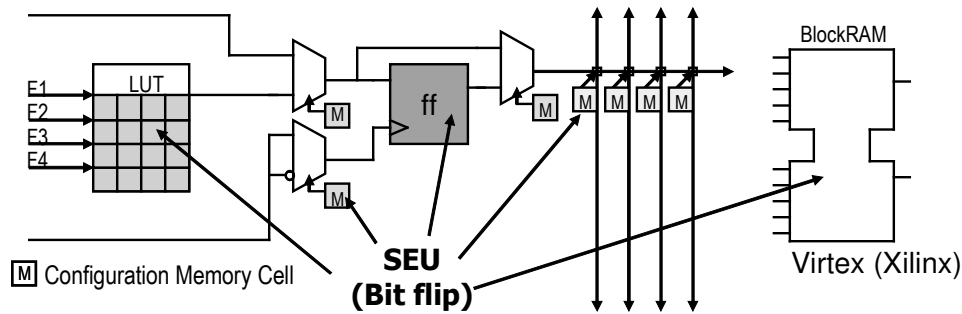 BlockRAM
LUT
E1
E2
E3
E4
ff
M
M
M
M
M
M
M
SEU
(Bit flip)
M Configuration Memory Cell
Virtex (Xilinx)